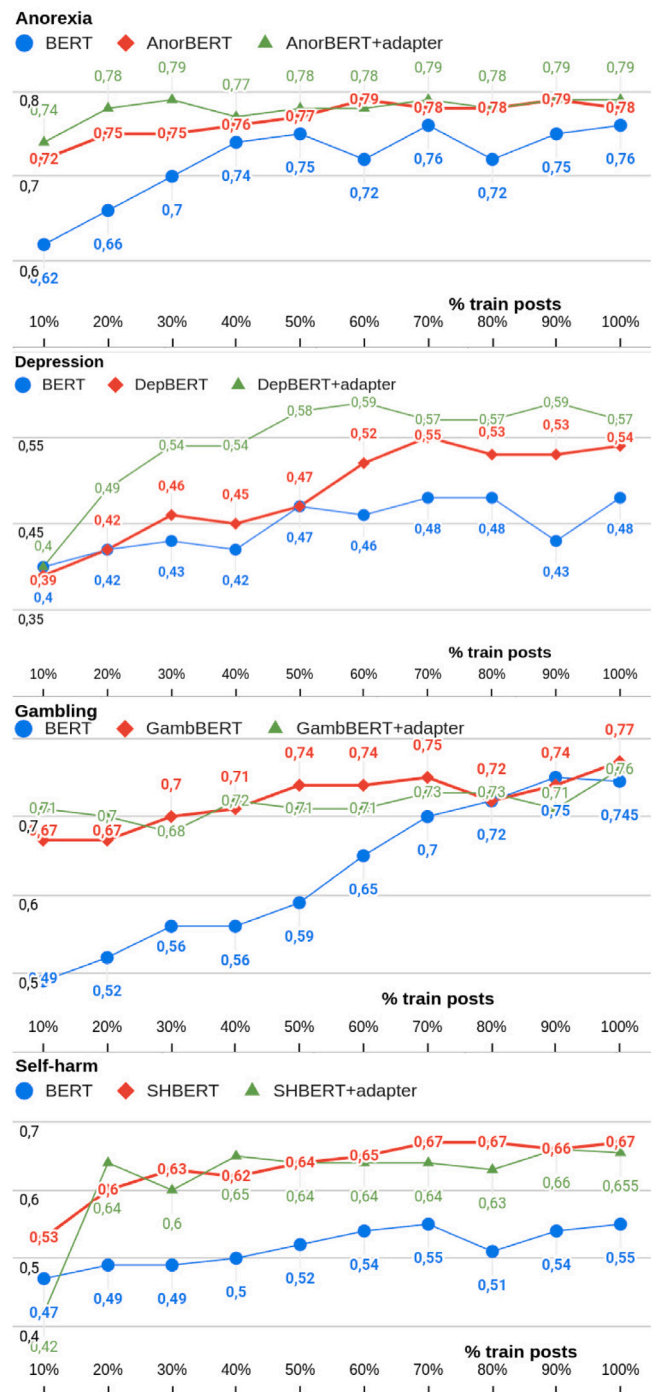 Anorexia
BERT AnorBERT AnorBERT+adapter
0,74 0,78 0,79 0,77 0,78 0,78 0,79 0,78 0,79 0,79
0,8
0,72 0,75 0,75 0,76 0,77 0,79 0,78 0,78 0,79 0,78
0,7
0,62 0,66 0,7 0,74 0,75 0,72 0,76 0,72 0,75 0,76
0,6
% train posts
10% 20% 30% 40% 50% 60% 70% 80% 90% 100%
Depression
BERT DepBERT DepBERT+adapter
0,4 0,49 0,54 0,54 0,58 0,59 0,57 0,57 0,59 0,57
0,55
0,39 0,42 0,46 0,45 0,47 0,52 0,55 0,53 0,53 0,54
0,45
0,4 0,42 0,43 0,42 0,47 0,46 0,48 0,48 0,43 0,48
0,35
% train posts
10% 20% 30% 40% 50% 60% 70% 80% 90% 100%
Gambling
BERT GambBERT GambBERT+adapter
0,67 0,67 0,7 0,71 0,74 0,74 0,75 0,72 0,74 0,77
0,71 0,7 0,68 0,72 0,71 0,71 0,73 0,73 0,71 0,76
0,7
0,49 0,52 0,56 0,56 0,59 0,65 0,7 0,72 0,75 0,745
0,6
0,5
% train posts
10% 20% 30% 40% 50% 60% 70% 80% 90% 100%
Self-harm
BERT SHBERT SHBERT+adapter
0,7
0,53 0,6 0,63 0,62 0,64 0,65 0,67 0,67 0,66 0,67
0,6
0,42 0,64 0,6 0,65 0,64 0,64 0,64 0,63 0,66 0,655
0,5
0,47 0,49 0,49 0,5 0,52 0,54 0,55 0,51 0,54 0,55
0,4
% train posts
10% 20% 30% 40% 50% 60% 70% 80% 90% 100%